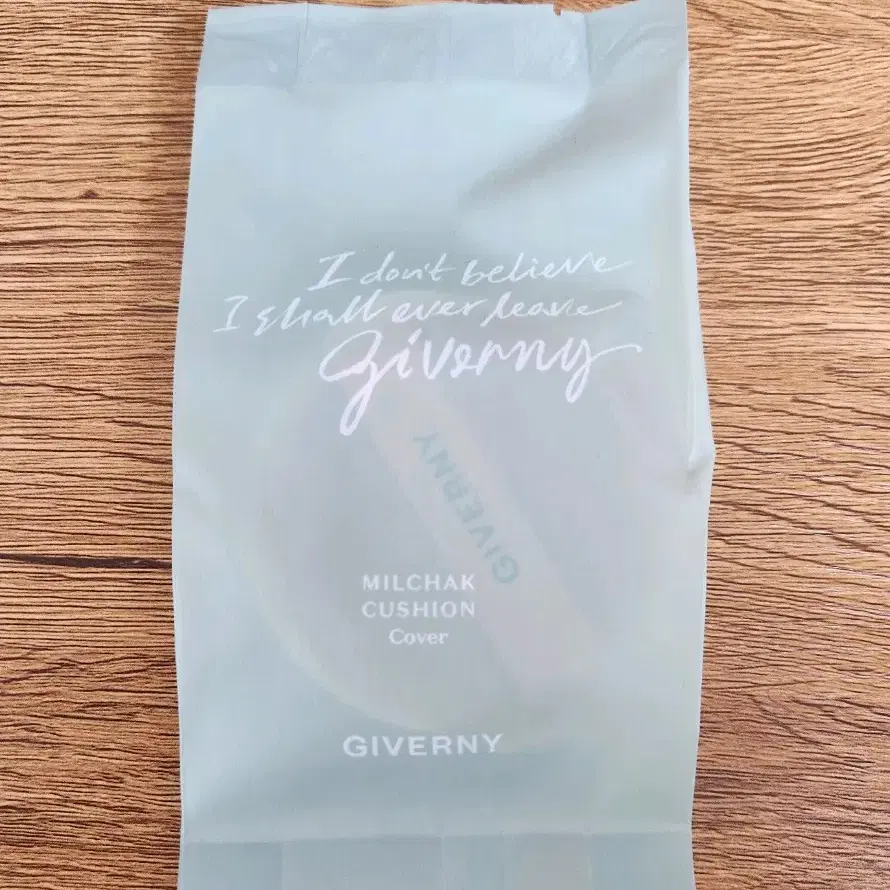 I don't believe
I shall ever leave
Giverny
GIVERNY
MILCHAK
CUSHION
Cover
GIVERNY